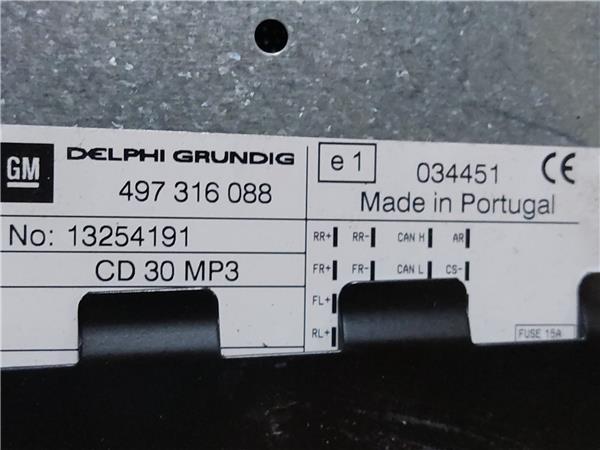 GM DELPHI GRUNDIG
497 316 088
No: 13254191
CD 30 MP3
e1 034451 CE
Made in Portugal
RR+ RR- CAN H AR
FR+ FR- CAN L CS-
FL+
RL+
FUSE 15A